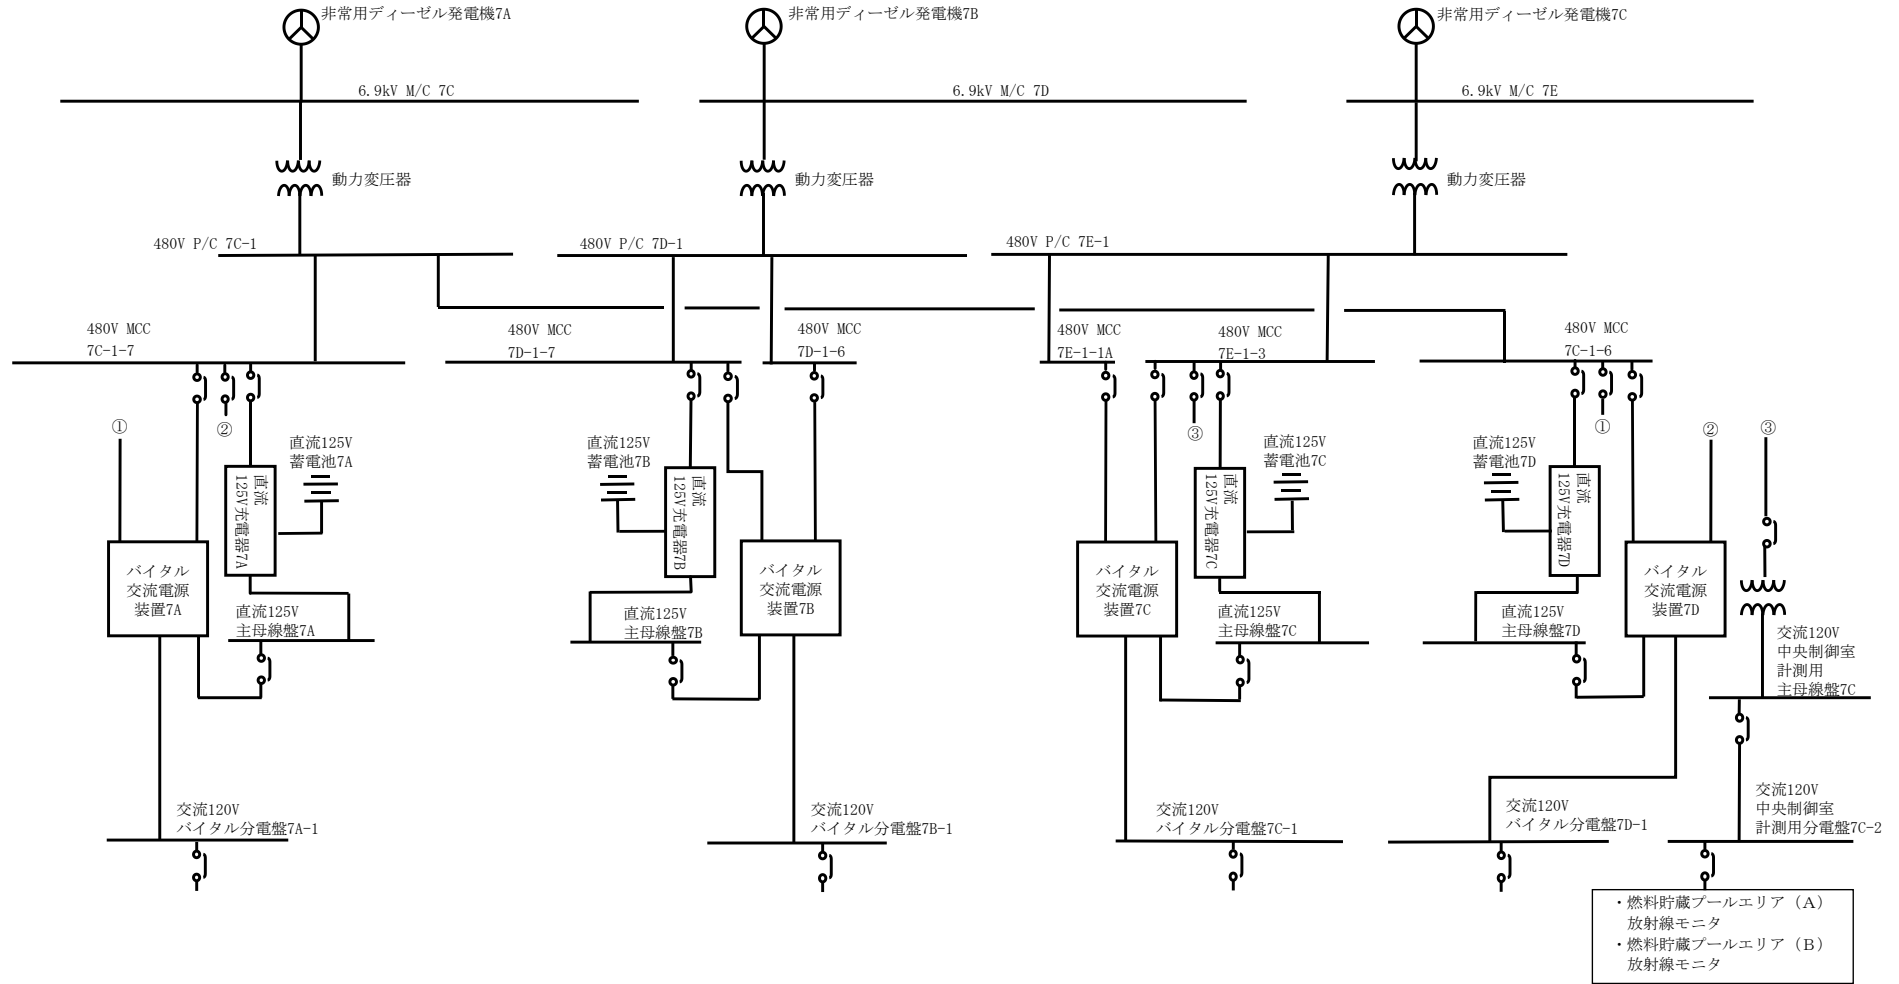 非常用ディーゼル発電機7A
非常用ディーゼル発電機7B
非常用ディーゼル発電機7C
6.9kV M/C 7C
6.9kV M/C 7D
6.9kV M/C 7E
動力変圧器
動力変圧器
動力変圧器
480V P/C 7C-1
480V P/C 7D-1
480V P/C 7E-1
480V MCC
7C-1-7
480V MCC
7D-1-7
480V MCC
7D-1-6
480V MCC
7E-1-1A
480V MCC
7E-1-3
480V MCC
7C-1-6
①
②
③
①
②
③
直流125V
蓄電池7A
直流125V
蓄電池7B
直流125V
蓄電池7C
直流125V
蓄電池7D
直流
125V充電器7A
直流
125V充電器7B
直流
125V充電器7C
直流
125V充電器7D
バイタル
交流電源
装置7A
バイタル
交流電源
装置7B
バイタル
交流電源
装置7C
バイタル
交流電源
装置7D
直流125V
主母線盤7A
直流125V
主母線盤7B
直流125V
主母線盤7C
直流125V
主母線盤7D
交流120V
中央制御室
計測用
主母線盤7C
交流120V
バイタル分電盤7A-1
交流120V
バイタル分電盤7B-1
交流120V
バイタル分電盤7C-1
交流120V
バイタル分電盤7D-1
交流120V
中央制御室
計測用分電盤7C-2
・燃料貯蔵プールエリア（A）
放射線モニタ
・燃料貯蔵プールエリア（B）
放射線モニタ